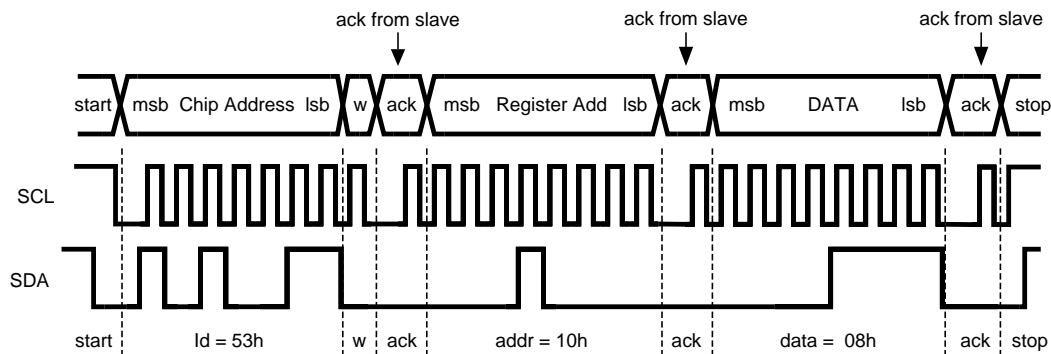 ack from slave ack from slave ack from slave
start msb Chip Address lsb w ack msb Register Add lsb ack msb DATA lsb ack stop
SCL
SDA
start Id = 53h w ack addr = 10h ack data = 08h ack stop